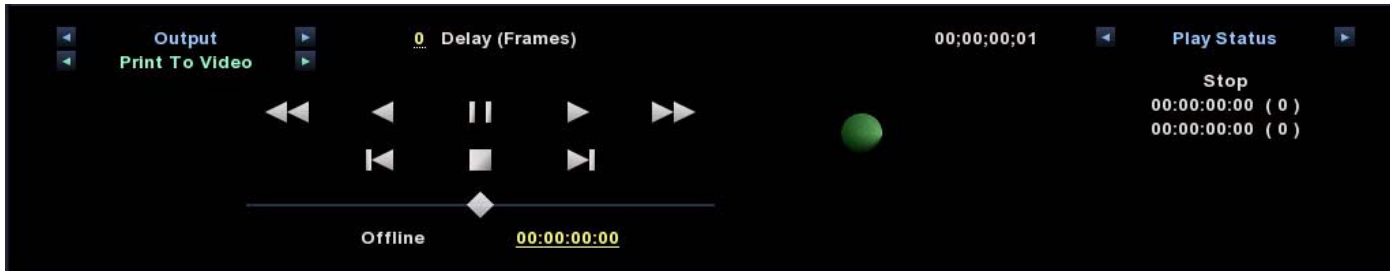 Output
0 Delay (Frames)
00;00;00;01
Play Status
Print To Video
Stop
00:00:00:00 ( 0 )
00:00:00:00 ( 0 )
Offline
00:00:00:00